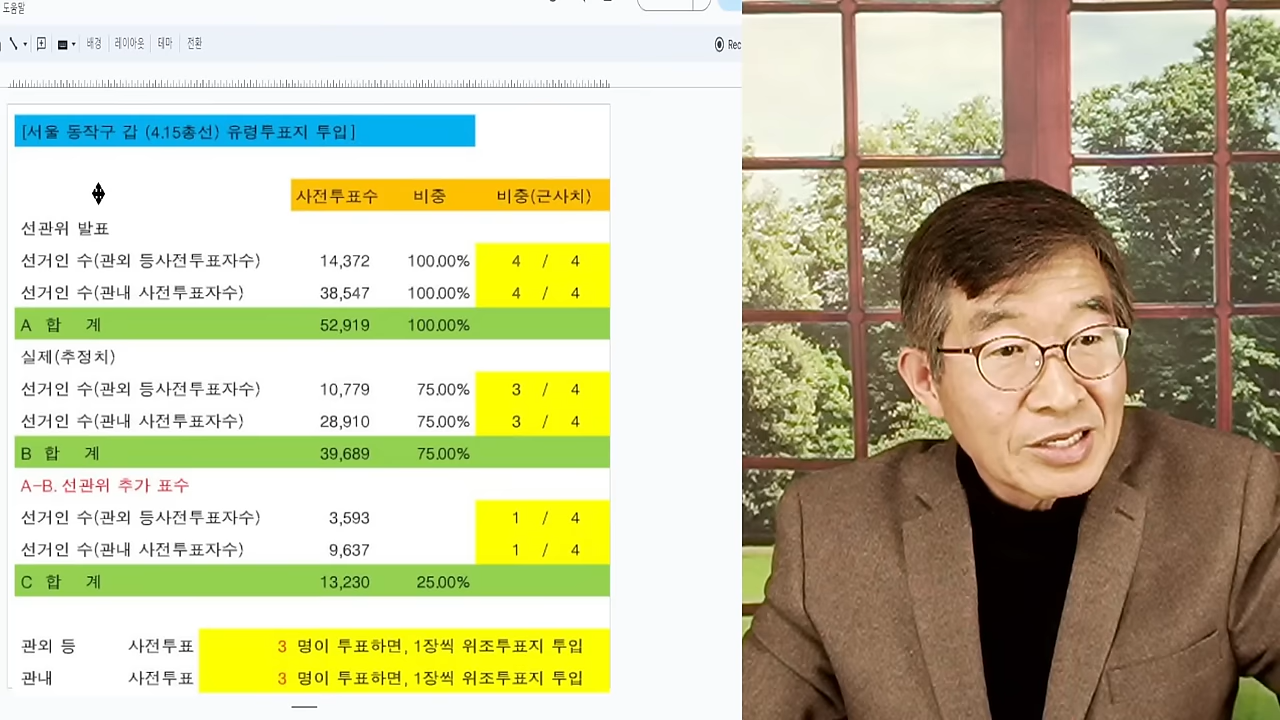 도움말
배경 레이아웃 테마 전환
Rec
[서울 동작구 갑 (4.15총선) 유령투표지 투입]
사전투표수 비중 비중(근사치)
선관위 발표
선거인 수(관외 등사전투표자수) 14,372 100.00% 4 / 4
선거인 수(관내 사전투표자수) 38,547 100.00% 4 / 4
A 합 계 52,919 100.00%
실제(추정치)
선거인 수(관외 등사전투표자수) 10,779 75.00% 3 / 4
선거인 수(관내 사전투표자수) 28,910 75.00% 3 / 4
B 합 계 39,689 75.00%
A-B. 선관위 추가 표수
선거인 수(관외 등사전투표자수) 3,593 1 / 4
선거인 수(관내 사전투표자수) 9,637 1 / 4
C 합 계 13,230 25.00%
관외 등 사전투표 3 명이 투표하면, 1장씩 위조투표지 투입
관내 사전투표 3 명이 투표하면, 1장씩 위조투표지 투입